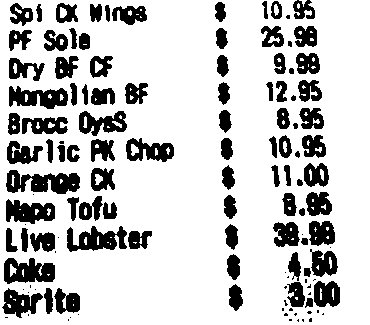 Spi CK Wings $ 10.95
PF Sole $ 25.98
Dry BF CF $ 9.99
Mongolian BF $ 12.95
Brocc OysS $ 8.95
Garlic PK Chop $ 10.95
Orange CK $ 11.00
Mapo Tofu $ 8.95
Live Lobster $ 39.98
Coke $ 4.50
Sprite $ 3.00